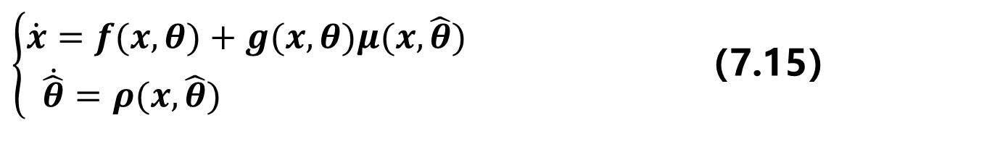 ẋ = f(x, θ) + g(x, θ)μ(x, θ̂) (7.15)
θ̂̇ = ρ(x, θ̂)